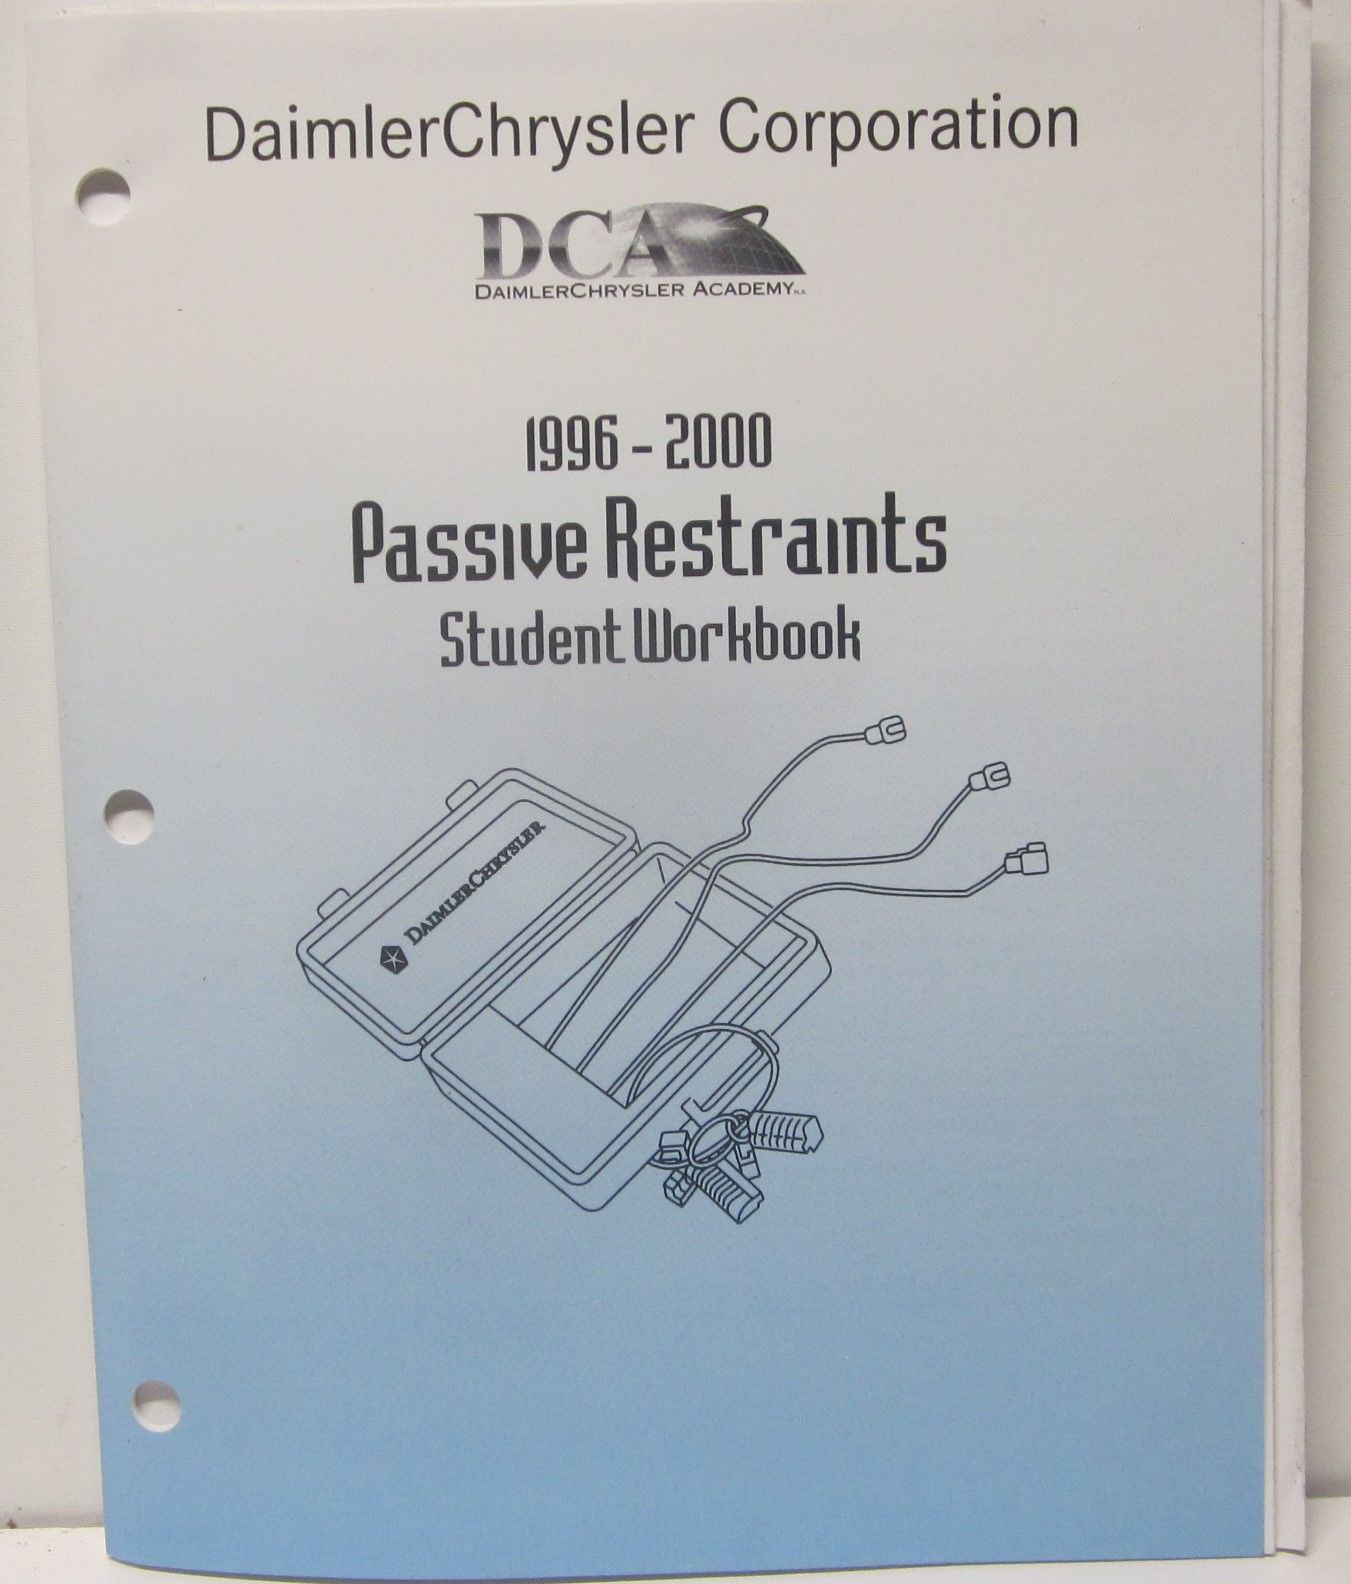 DaimlerChrysler Corporation
DCA
DAIMLERCHRYSLER ACADEMY N.A.
1996 - 2000
Passive Restraints
Student Workbook
DAIMLERCHRYSLER